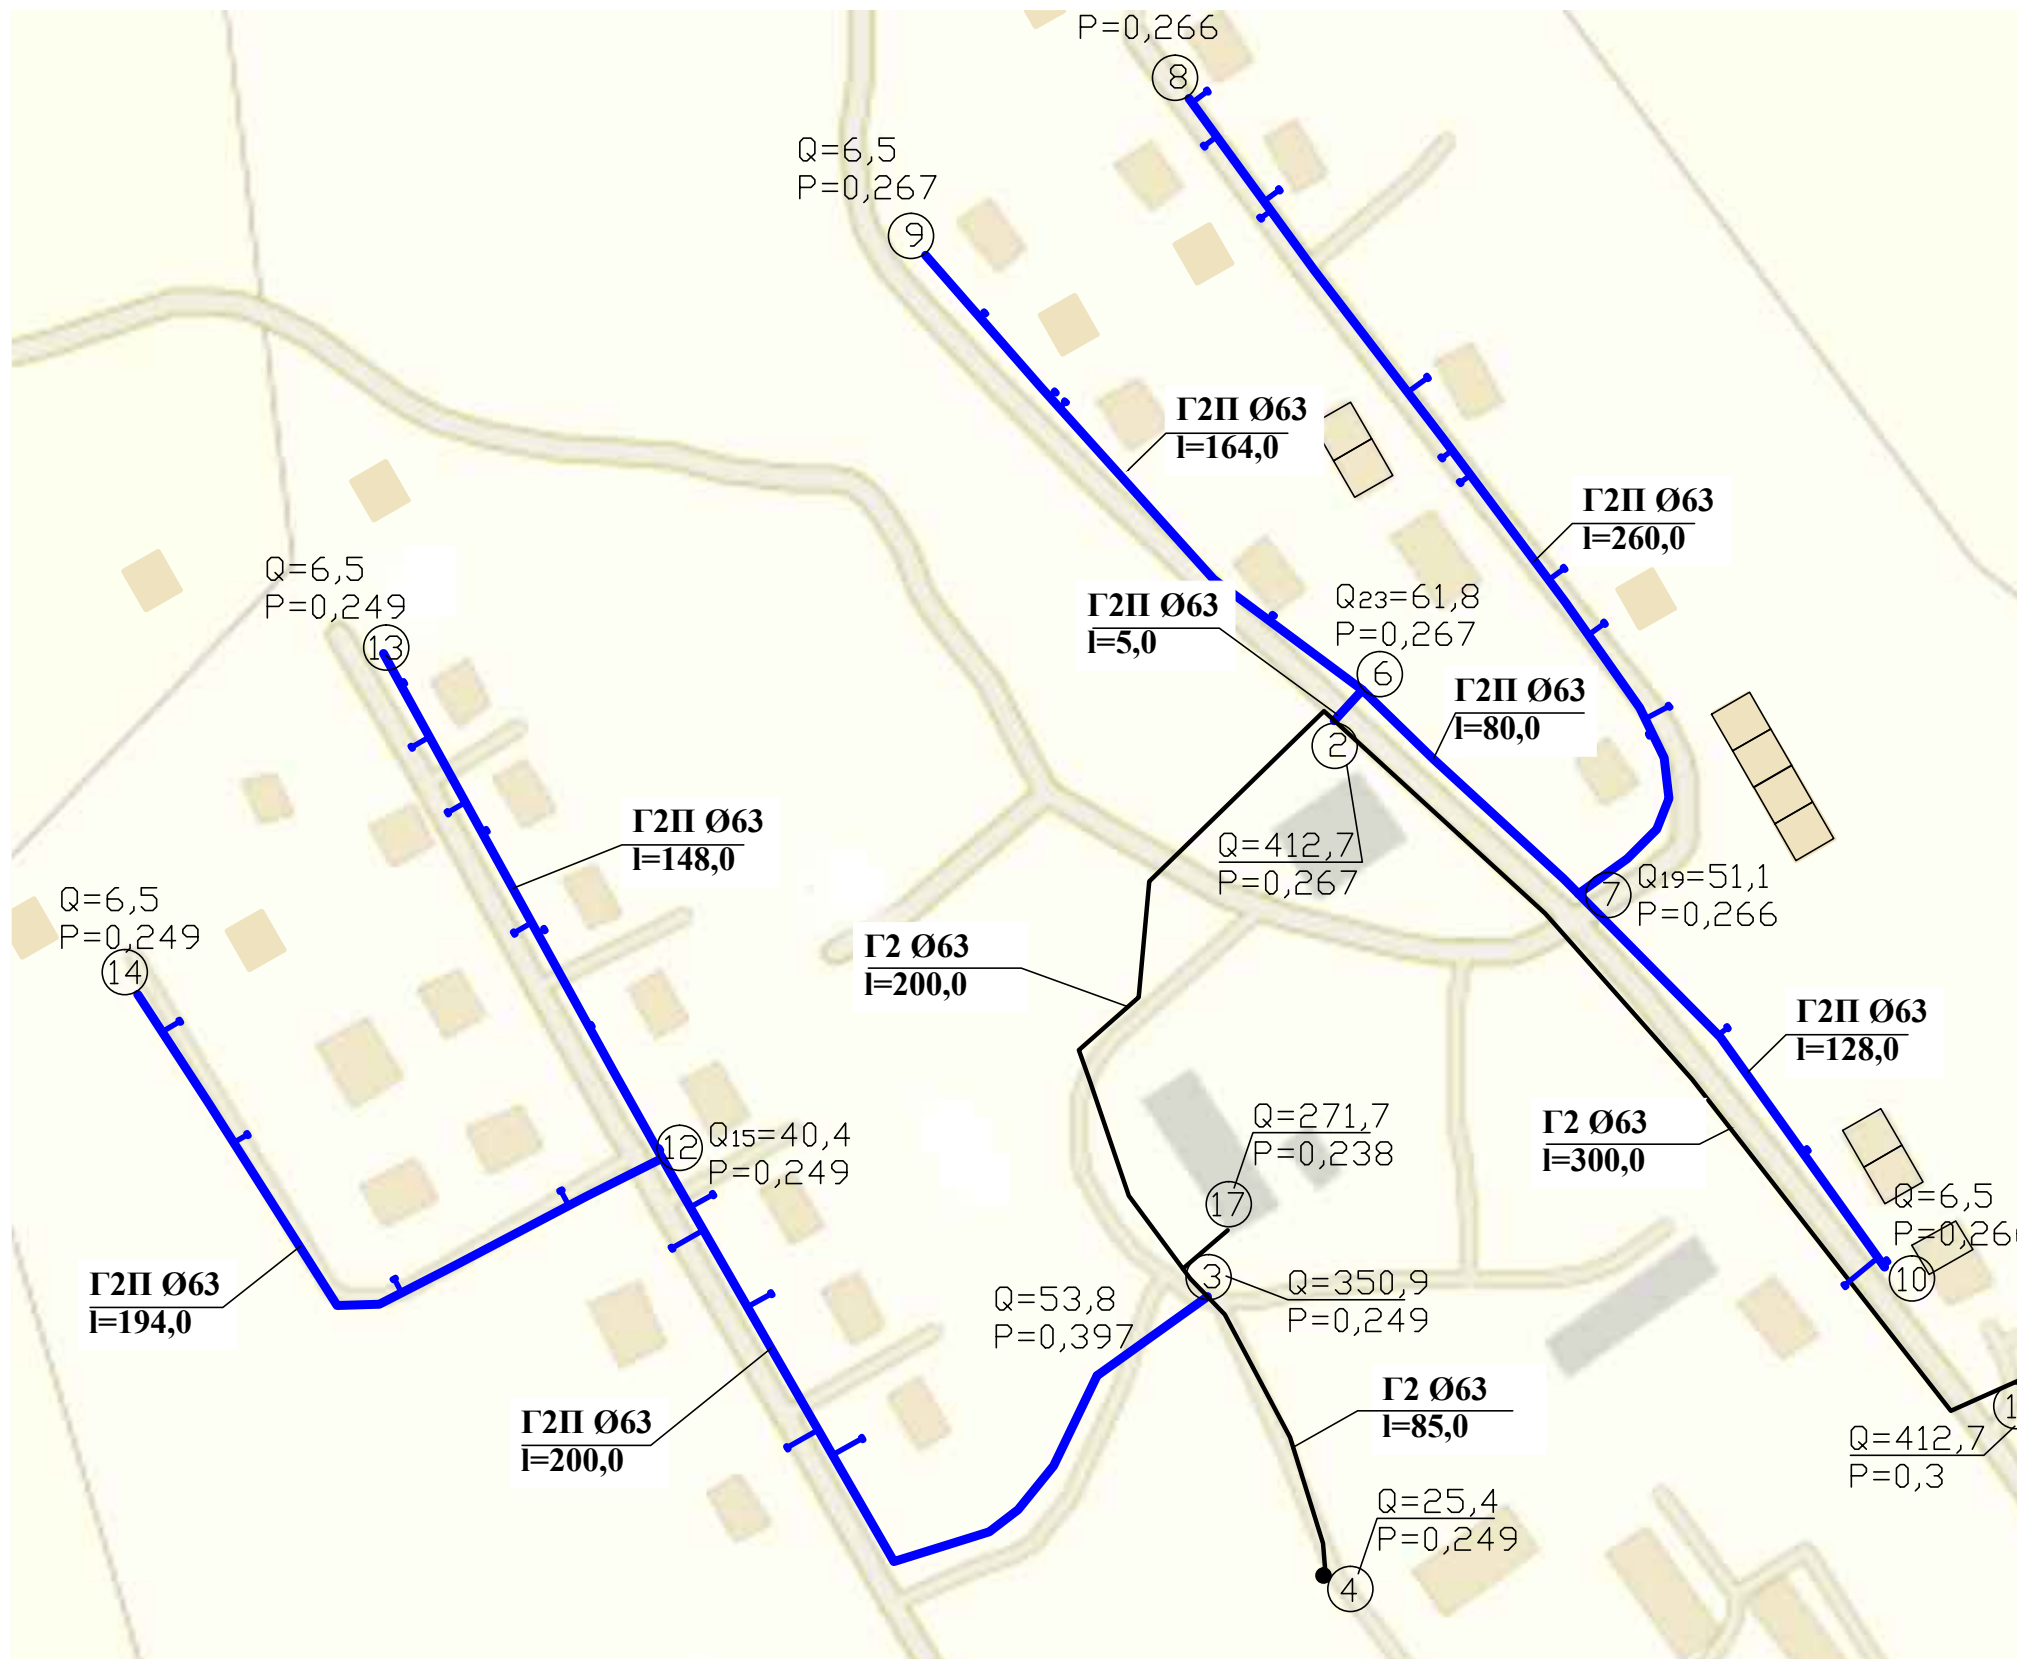 P=0,266
8
Q=6,5
P=0,267
9
Г2П Ø63
l=164,0
Г2П Ø63
l=260,0
Q=6,5
P=0,249
13
Г2П Ø63
l=5,0
Q23=61,8
P=0,267
6
Г2П Ø63
l=80,0
2
Г2П Ø63
l=148,0
Q=412,7
P=0,267
7
Q19=51,1
P=0,266
Q=6,5
P=0,249
14
Г2 Ø63
l=200,0
Г2П Ø63
l=128,0
Q=271,7
P=0,238
Г2 Ø63
l=300,0
12
Q15=40,4
P=0,249
17
Q=6,5
P=0,26
10
Г2П Ø63
l=194,0
3
Q=53,8
P=0,397
Q=350,9
P=0,249
Г2П Ø63
l=200,0
Г2 Ø63
l=85,0
1
Q=412,7
P=0,3
Q=25,4
P=0,249
4